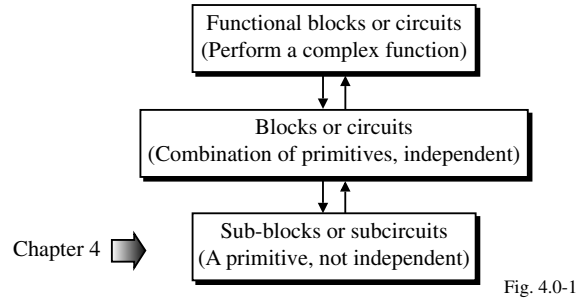 Functional blocks or circuits
(Perform a complex function)
Blocks or circuits
(Combination of primitives, independent)
Sub-blocks or subcircuits
(A primitive, not independent)
Chapter 4
Fig. 4.0-1